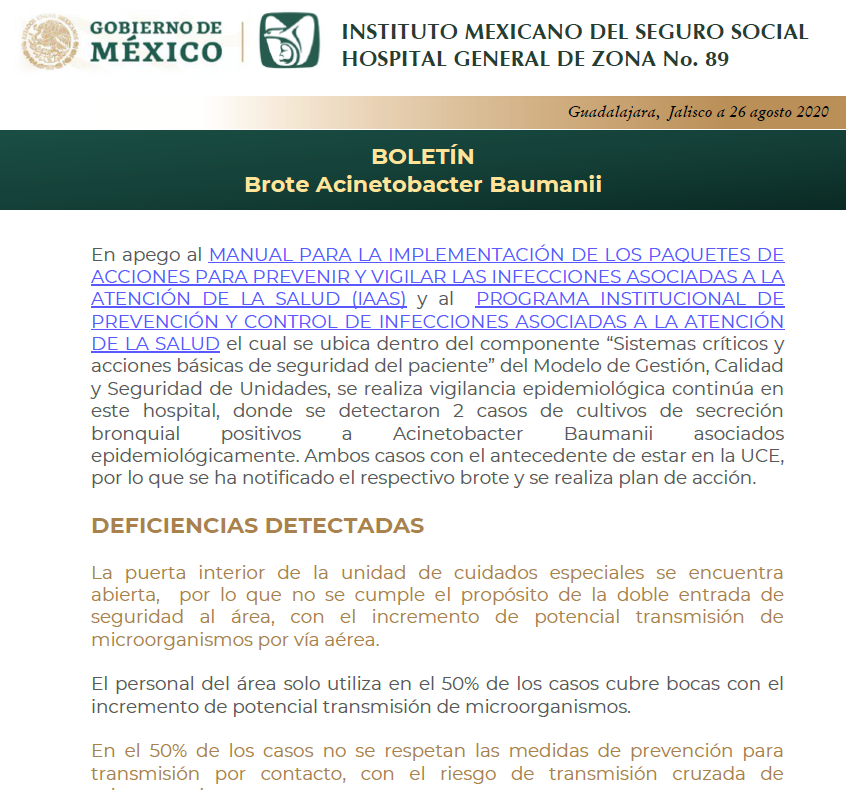 GOBIERNO DE
MÉXICO
INSTITUTO MEXICANO DEL SEGURO SOCIAL
HOSPITAL GENERAL DE ZONA No. 89
Guadalajara, Jalisco a 26 agosto 2020
BOLETÍN
Brote Acinetobacter Baumanii
En apego al MANUAL PARA LA IMPLEMENTACIÓN DE LOS PAQUETES DE
ACCIONES PARA PREVENIR Y VIGILAR LAS INFECCIONES ASOCIADAS A LA
ATENCIÓN DE LA SALUD (IAAS) y al PROGRAMA INSTITUCIONAL DE
PREVENCIÓN Y CONTROL DE INFECCIONES ASOCIADAS A LA ATENCIÓN
DE LA SALUD el cual se ubica dentro del componente “Sistemas críticos y
acciones básicas de seguridad del paciente” del Modelo de Gestión, Calidad
y Seguridad de Unidades, se realiza vigilancia epidemiológica continúa en
este hospital, donde se detectaron 2 casos de cultivos de secreción
bronquial positivos a Acinetobacter Baumanii asociados
epidemiológicamente. Ambos casos con el antecedente de estar en la UCE,
por lo que se ha notificado el respectivo brote y se realiza plan de acción.
DEFICIENCIAS DETECTADAS
La puerta interior de la unidad de cuidados especiales se encuentra
abierta, por lo que no se cumple el propósito de la doble entrada de
seguridad al área, con el incremento de potencial transmisión de
microorganismos por vía aérea.
El personal del área solo utiliza en el 50% de los casos cubre bocas con el
incremento de potencial transmisión de microorganismos.
En el 50% de los casos no se respetan las medidas de prevención para
transmisión por contacto, con el riesgo de transmisión cruzada de